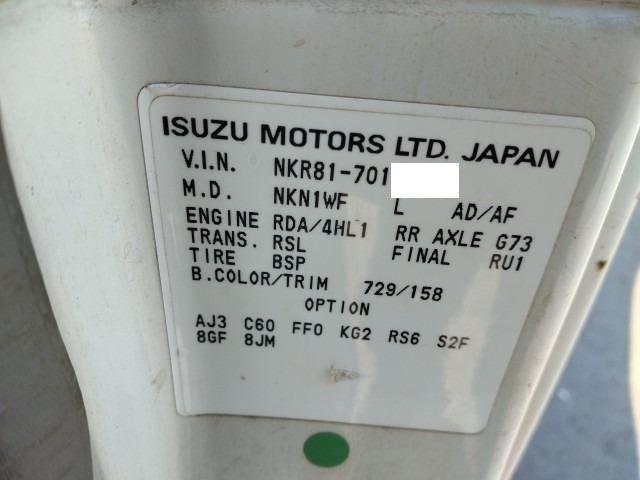 ISUZU MOTORS LTD. JAPAN
V.I.N. NKR81-701
M.D. NKN1WF L AD/AF
ENGINE RDA/4HL1 RR AXLE G73
TRANS. RSL FINAL RU1
TIRE BSP
B.COLOR/TRIM 729/158
OPTION
AJ3 C60 FF0 KG2 RS6 S2F
8GF 8JM